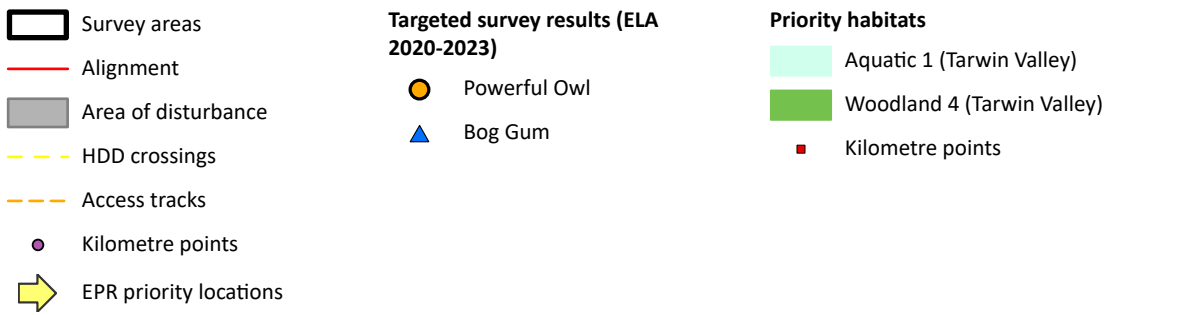 Survey areas
Alignment
Area of disturbance
HDD crossings
Access tracks
Kilometre points
EPR priority locations
Targeted survey results (ELA
2020-2023)
Powerful Owl
Bog Gum
Priority habitats
Aquatic 1 (Tarwin Valley)
Woodland 4 (Tarwin Valley)
Kilometre points